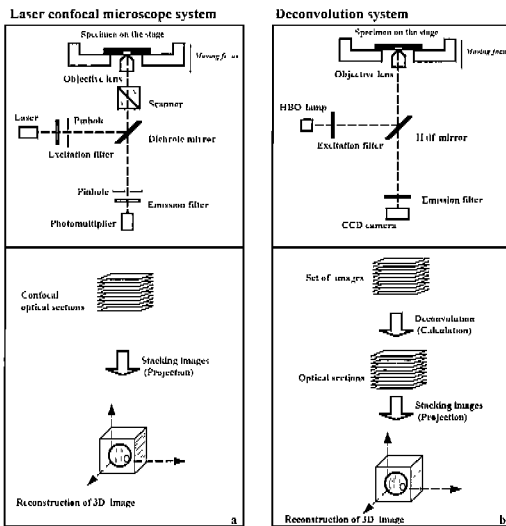 Laser confocal microscope system
Specimen on the stage
Moving focus
Objective lens
Scanner
Laser
Pinhole
Dichroic mirror
Excitation filter
Pinhole
Emission filter
Photomultiplier
Confocal
optical sections
Stacking images
(Projection)
Reconstruction of 3D image
a
Deconvolution system
Specimen on the stage
Moving focus
Objective lens
HBO lamp
Excitation filter
mirror
Emission filter
CCD camera
Set of images
Deconvolution
(Calculation)
Optical sections
Stacking images
(Projection)
Reconstruction of 3D image
b